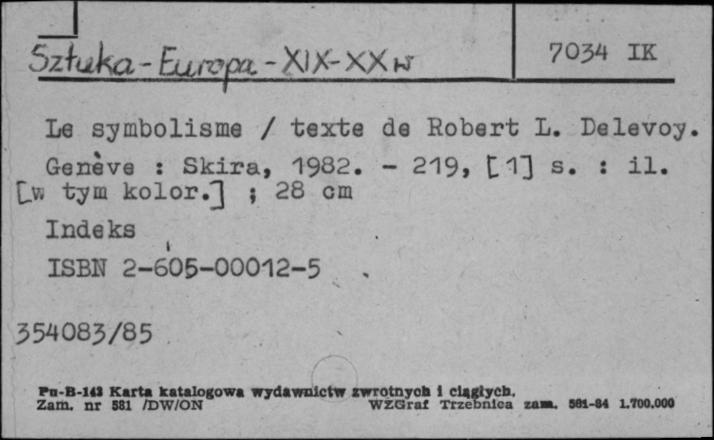 Sztuka - Europa - XIX-XX w
7034 IK
Le symbolisme / texte de Robert L. Delevoy.
Genève : Skira, 1982. - 219, [1] s. : il.
[w tym kolor.] ; 28 cm
Indeks
ISBN 2-605-00012-5
354083/85
Pu-B-143 Karta katalogowa wydawnictw zwrotnych i ciągłych.
Zam. nr 581 /DW/ON WZGraf Trzebnica zam. 581-84 1.700.000